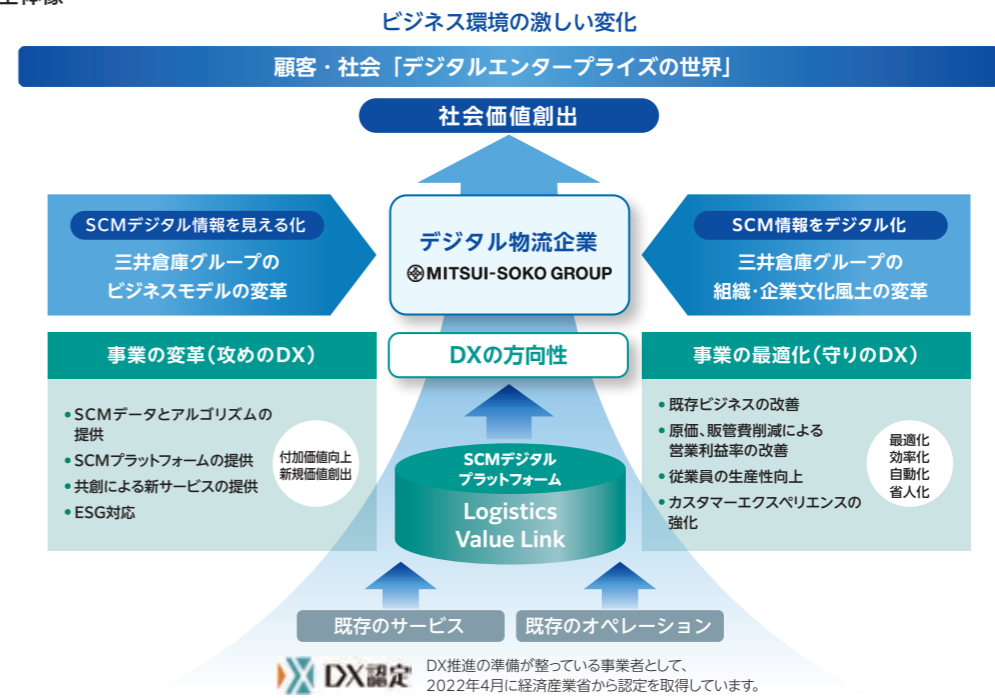 ビジネス環境の激しい変化
顧客・社会「デジタルエンタープライズの世界」
社会価値創出
SCMデジタル情報を見える化
三井倉庫グループの
ビジネスモデルの変革
デジタル物流企業
MITSUI-SOKO GROUP
SCM情報をデジタル化
三井倉庫グループの
組織・企業文化風土の変革
事業の変革(攻めのDX)
•SCMデータとアルゴリズムの
提供
•SCMプラットフォームの提供
•共創による新サービスの提供
•ESG対応
付加価値向上
新規価値創出
DXの方向性
SCMデジタル
プラットフォーム
Logistics
Value Link
事業の最適化(守りのDX)
•既存ビジネスの改善
•原価、販管費削減による
営業利益率の改善
•従業員の生産性向上
•カスタマーエクスペリエンスの
強化
最適化
効率化
自動化
省人化
既存のサービス
既存のオペレーション
DX認定
DX推進の準備が整っている事業者として、
2022年4月に経済産業省から認定を取得しています。